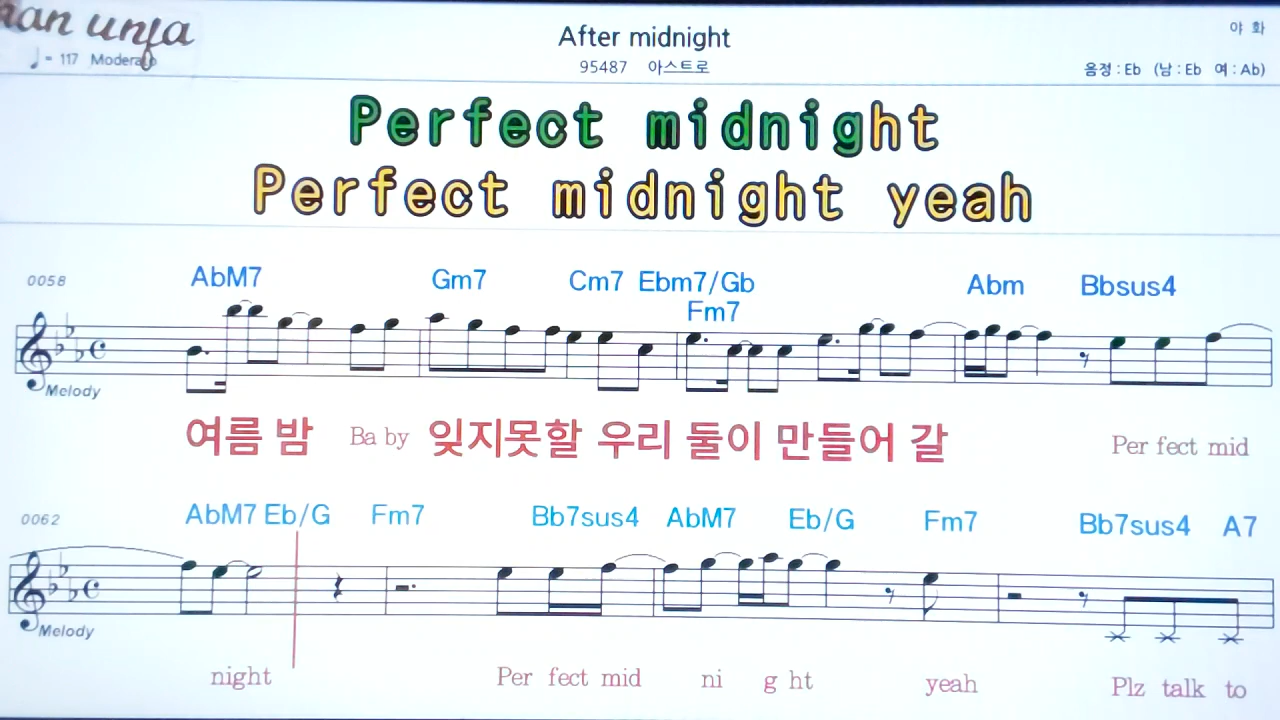 unja
♩= 117 Moderato
After midnight
야 화
95487 아스트로
음정 : Eb (남 : Eb 여 : Ab)
Perfect midnight
Perfect midnight yeah
0058 AbM7 Gm7 Cm7 Ebm7/Gb Fm7 Abm Bbsus4
Melody
여름 밤 Ba by 잊지못할 우리 둘이 만들어 갈 Per fect mid
0062 AbM7 Eb/G Fm7 Bb7sus4 AbM7 Eb/G Fm7 Bb7sus4 A7
Melody
night Per fect mid ni g ht yeah Plz talk to